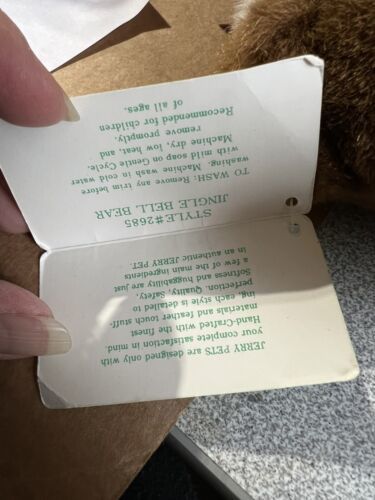 JERRY PETS are designed only with
your complete satisfaction in mind.
Hand-Crafted with the finest
materials and feather touch stuff-
ing, each style is detailed to
perfection. Quality, Safety,
Softness and huggability are just
a few of the main ingredients
in an authentic JERRY PET.
STYLE#2685
JINGLE BELL BEAR
TO WASH: Remove any trim before
washing. Machine wash in cold water
with mild soap on Gentle Cycle.
Machine dry, low heat, and
remove promptly.
Recommended for children
of all ages.